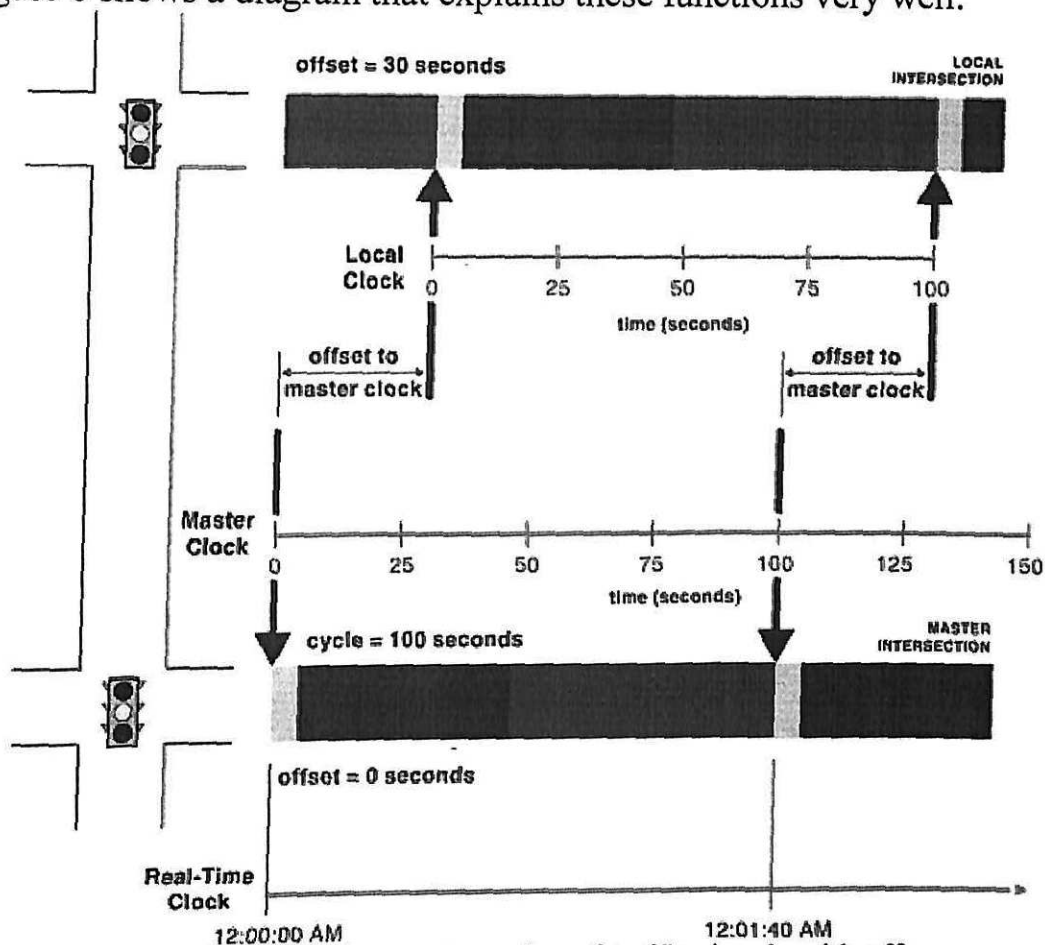 shows a diagram that explains these functions very well.
offset = 30 seconds
LOCAL
INTERSECTION
Local
Clock
0 25 50 75 100
time (seconds)
offset to
master clock
offset to
master clock
Master
Clock
0 25 50 75 100 125 150
time (seconds)
cycle = 100 seconds
MASTER
INTERSECTION
offset = 0 seconds
Real-Time
Clock
12:00:00 AM
12:01:40 AM